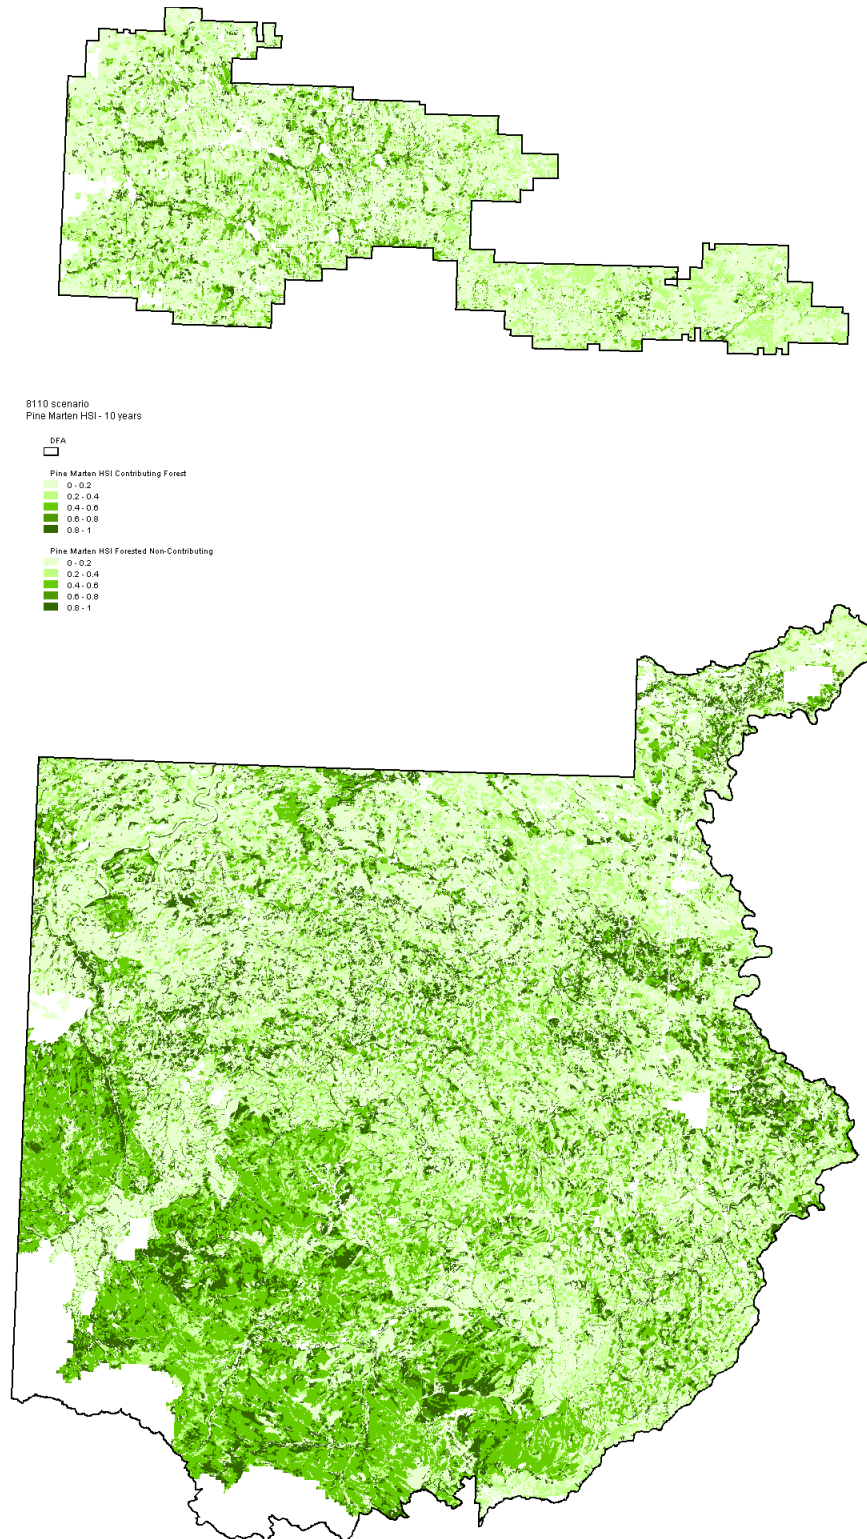 8110 scenario
Pine Marten HSI - 10 years
DFA
Pine Marten HSI Contributing Forest
0 - 0.2
0.2 - 0.4
0.4 - 0.6
0.6 - 0.8
0.8 - 1
Pine Marten HSI Forested Non-Contributing
0 - 0.2
0.2 - 0.4
0.4 - 0.6
0.6 - 0.8
0.8 - 1